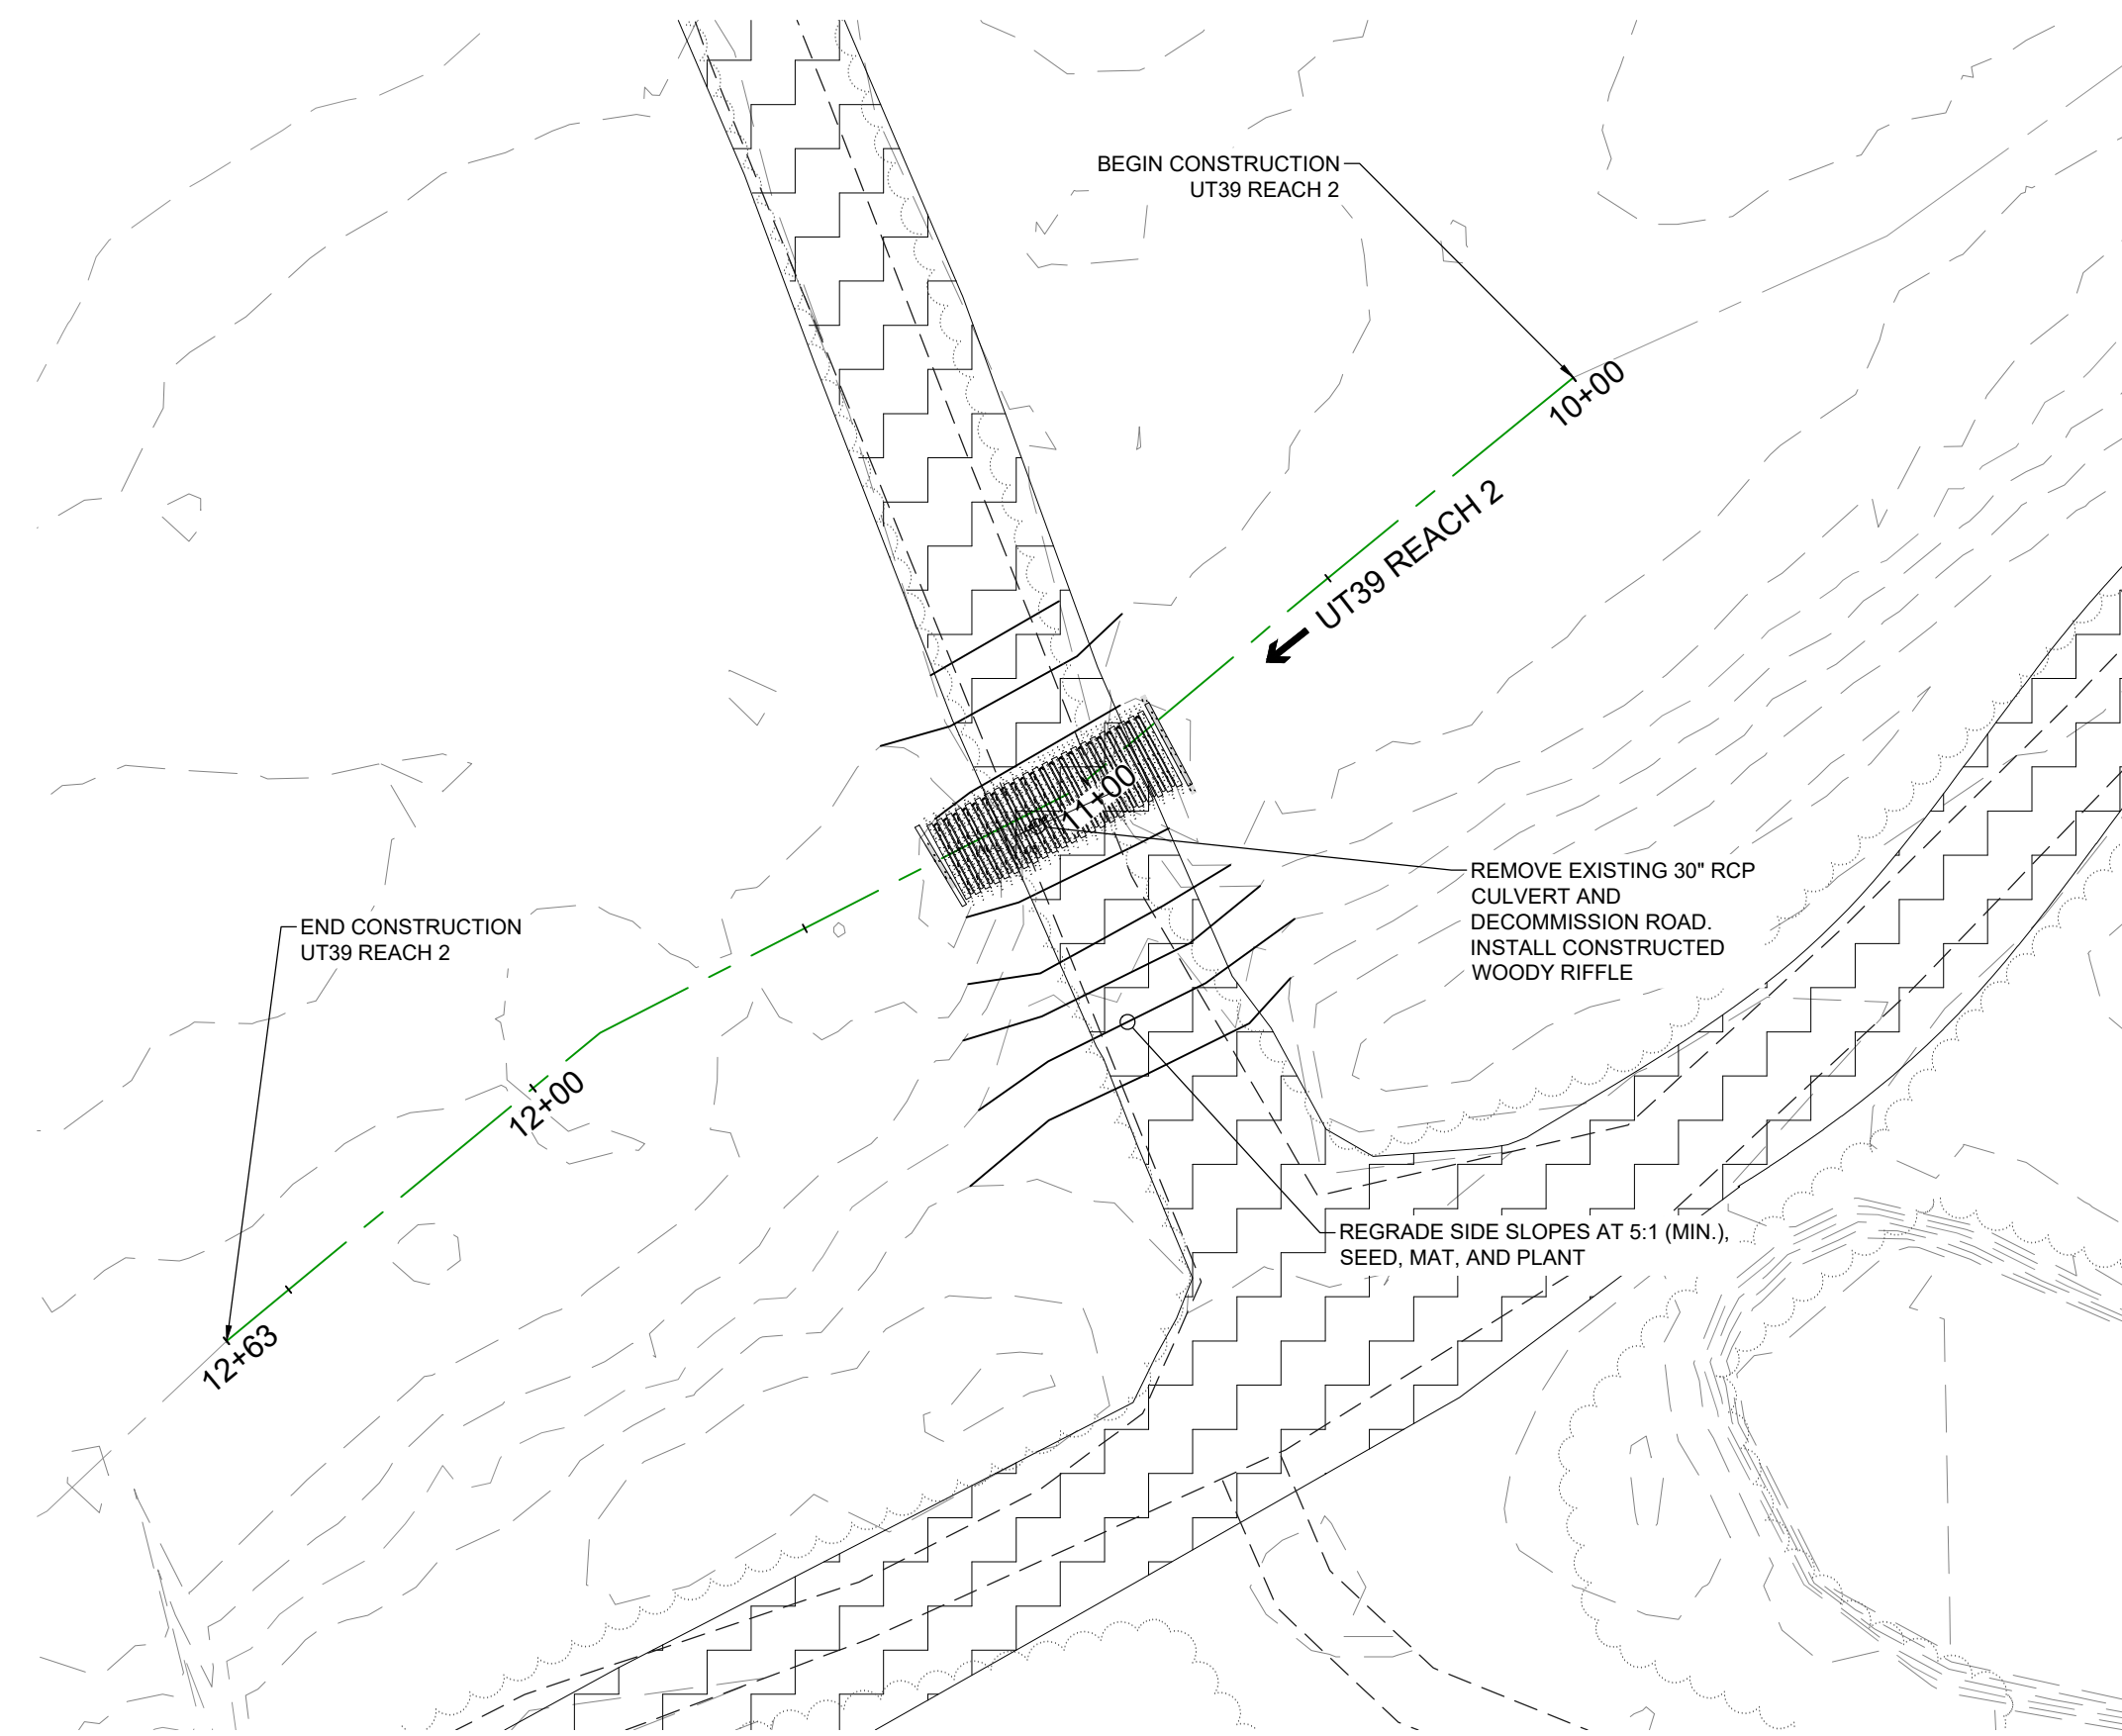 BEGIN CONSTRUCTION
UT39 REACH 2
10+00
UT39 REACH 2
11+00
REMOVE EXISTING 30" RCP
CULVERT AND
DECOMMISSION ROAD.
INSTALL CONSTRUCTED
WOODY RIFFLE
END CONSTRUCTION
UT39 REACH 2
12+00
REGRADE SIDE SLOPES AT 5:1 (MIN.),
SEED, MAT, AND PLANT
12+63